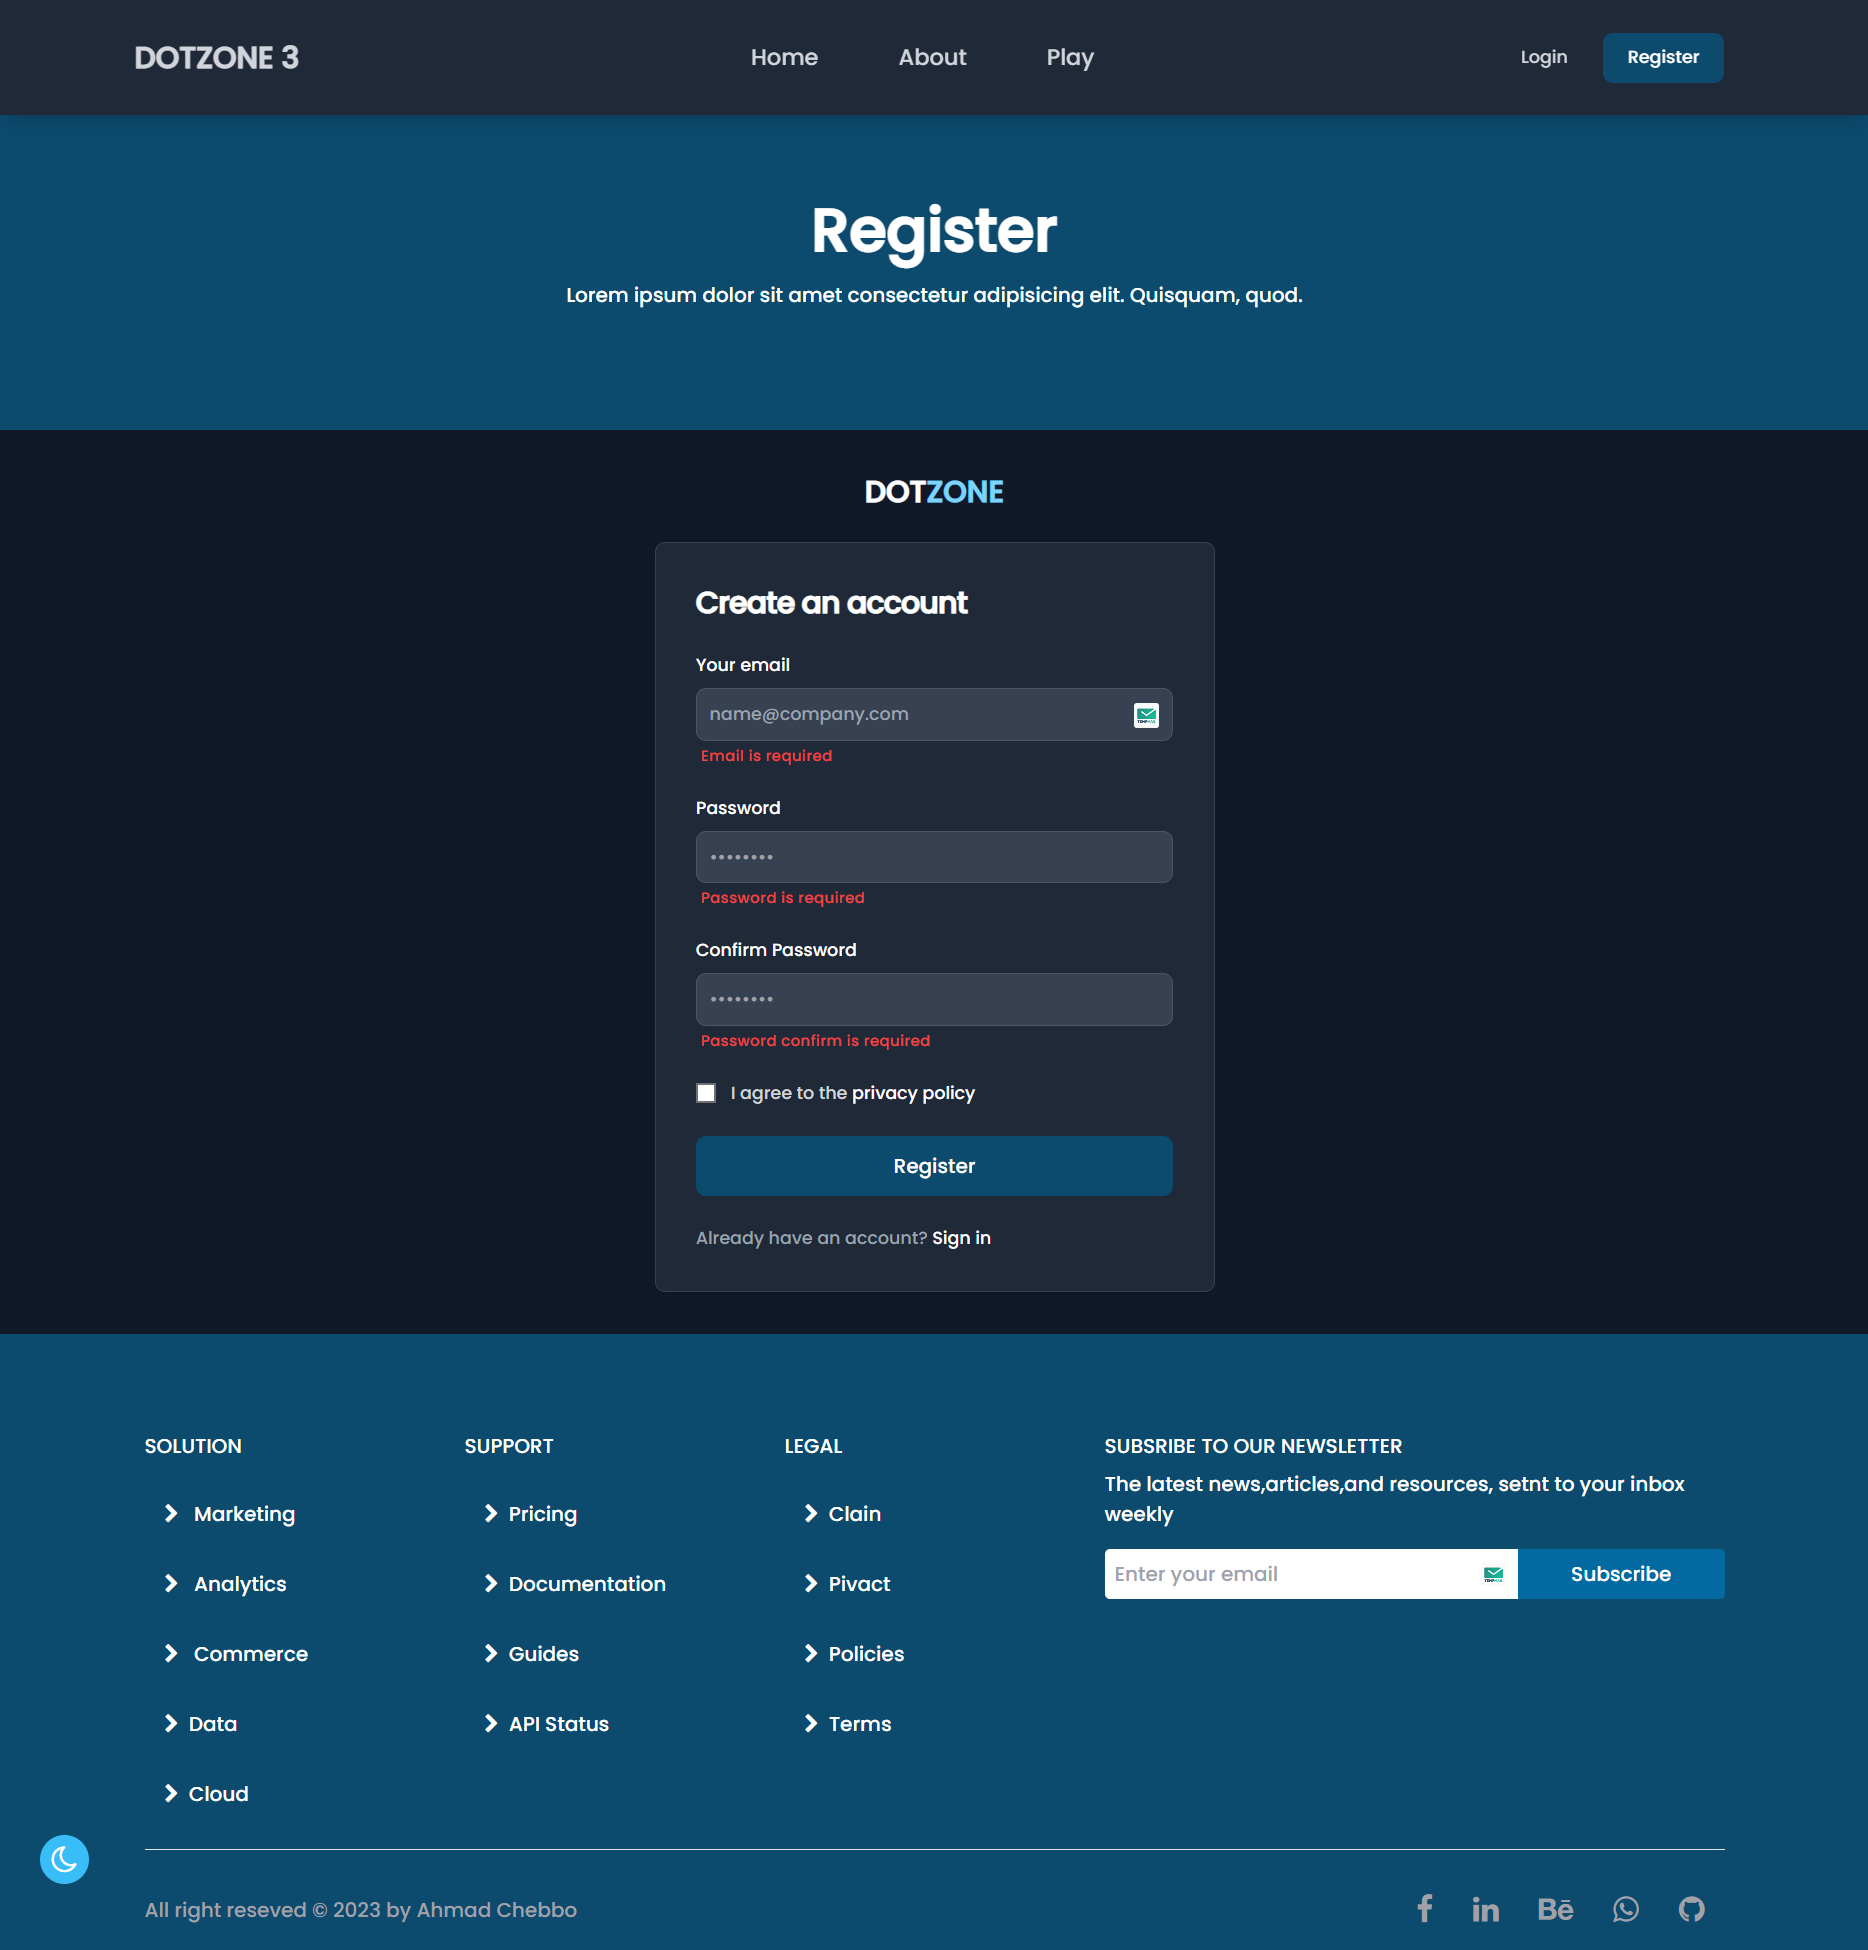 DOTZONE 3
Home About Play
Login Register
Register
Lorem ipsum dolor sit amet consectetur adipisicing elit. Quisquam, quod.
DOTZONE
Create an account
Your email
name@company.com
Email is required
Password
••••••••
Password is required
Confirm Password
••••••••
Password confirm is required
I agree to the privacy policy
Register
Already have an account? Sign in
SOLUTION
Marketing
Analytics
Commerce
Data
Cloud
SUPPORT
Pricing
Documentation
Guides
API Status
LEGAL
Clain
Pivact
Policies
Terms
SUBSRIBE TO OUR NEWSLETTER
The latest news,articles,and resources, setnt to your inbox
weekly
Enter your email
Subscribe
All right reseved © 2023 by Ahmad Chebbo